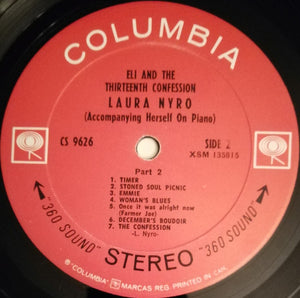 COLUMBIA
ELI AND THE
THIRTEENTH CONFESSION
LAURA NYRO
(Accompanying Herself On Piano)
CS 9626
SIDE 2
XSM 135815
Part 2
1. TIMER
2. STONED SOUL PICNIC
3. EMMIE
4. WOMAN'S BLUES
5. Once it was alright now
(Farmer Joe)
6. DECEMBER'S BOUDOIR
7. THE CONFESSION
-L. Nyro-
"360 SOUND" STEREO "360 SOUND"
® "COLUMBIA", MARCAS REG. PRINTED IN CAN.